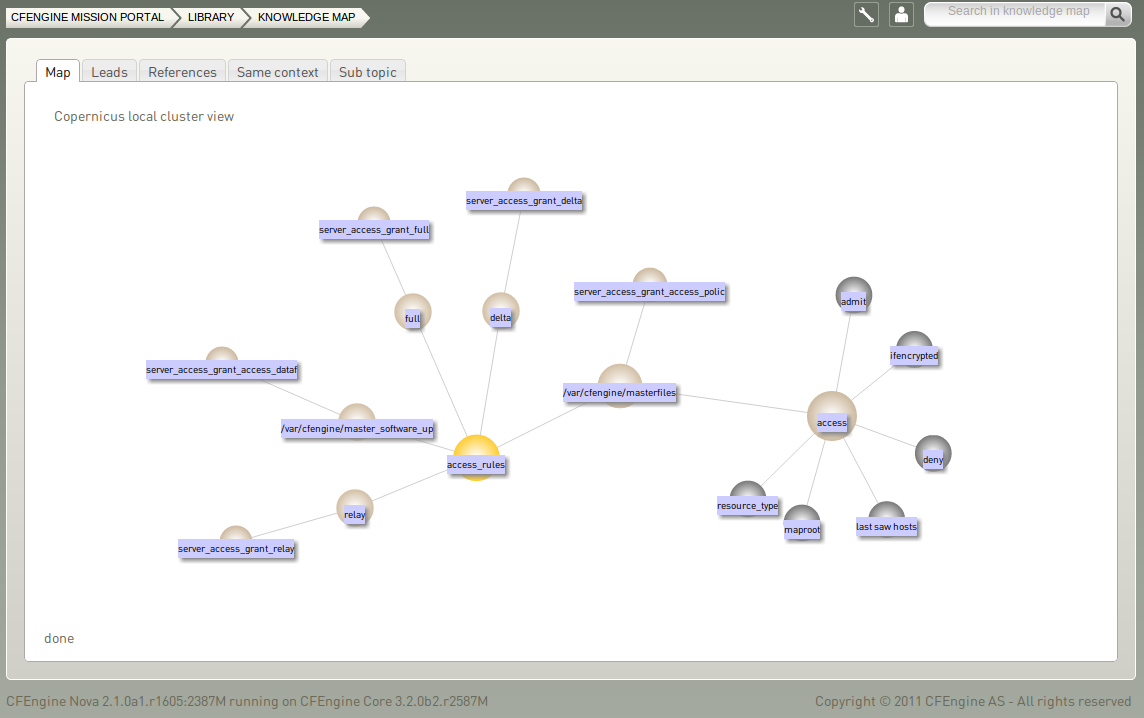 CFENGINE MISSION PORTAL LIBRARY KNOWLEDGE MAP Search in knowledge map
Map Leads References Same context Sub topic
Copernicus local cluster view
server_access_grant_delta
server_access_grant_full
server_access_grant_access_polic
admit
full
delta
ifencrypted
server_access_grant_access_dataf
/var/cfengine/masterfiles
access
/var/cfengine/master_software_up
deny
access_rules
resource_type
relay
last saw hosts
maproot
server_access_grant_relay
done
CFEngine Nova 2.1.0a1.r1605:2387M running on CFEngine Core 3.2.0b2.r2587M
Copyright © 2011 CFEngine AS - All rights reserved